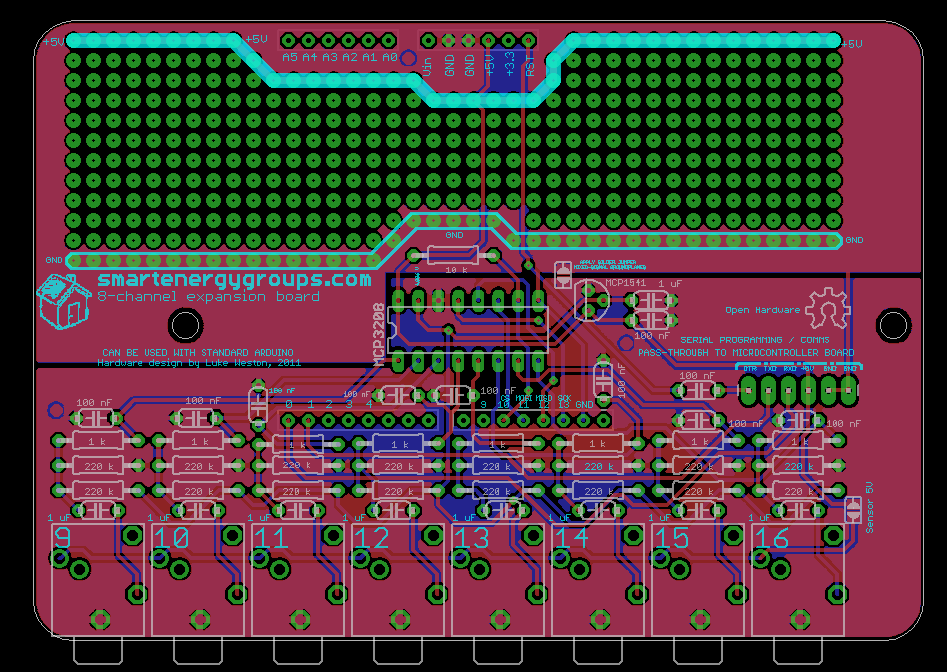 +5V
+5V
+5V
A5 A4 A3 A2 A1 A0
Vin
GND
GND
+5V
+3.3
RST
GND
GND
GND
10 k
smartenergygroups.com
8-channel expansion board
CAN BE USED WITH STANDARD ARDUINO
Hardware design by Luke Weston, 2011
MCP3208
APPLY SOLDER JUMPER
MCP1541
1 uF
100 nF
Open Hardware
SERIAL PROGRAMMING / COMMS
PASS-THROUGH TO MICROCONTROLLER BOARD
DTR TXO RXD +5V GND GND
100 nF
100 nF
100 nF
100 nF
100 nF
100 nF
100 nF
100 nF
100 nF
0 1 2 3 4
CS MOSI MISO SCK
9 10 11 12 13 GND
1 k 1 k 1 k 1 k 1 k 1 k 1 k 1 k
220 k 220 k 220 k 220 k 220 k 220 k 220 k 220 k
220 k 220 k 220 k 220 k 220 k 220 k 220 k 220 k
1 uF 1 uF 1 uF 1 uF 1 uF 1 uF 1 uF 1 uF
Sensor 5V
9 10 11 12 13 14 15 16